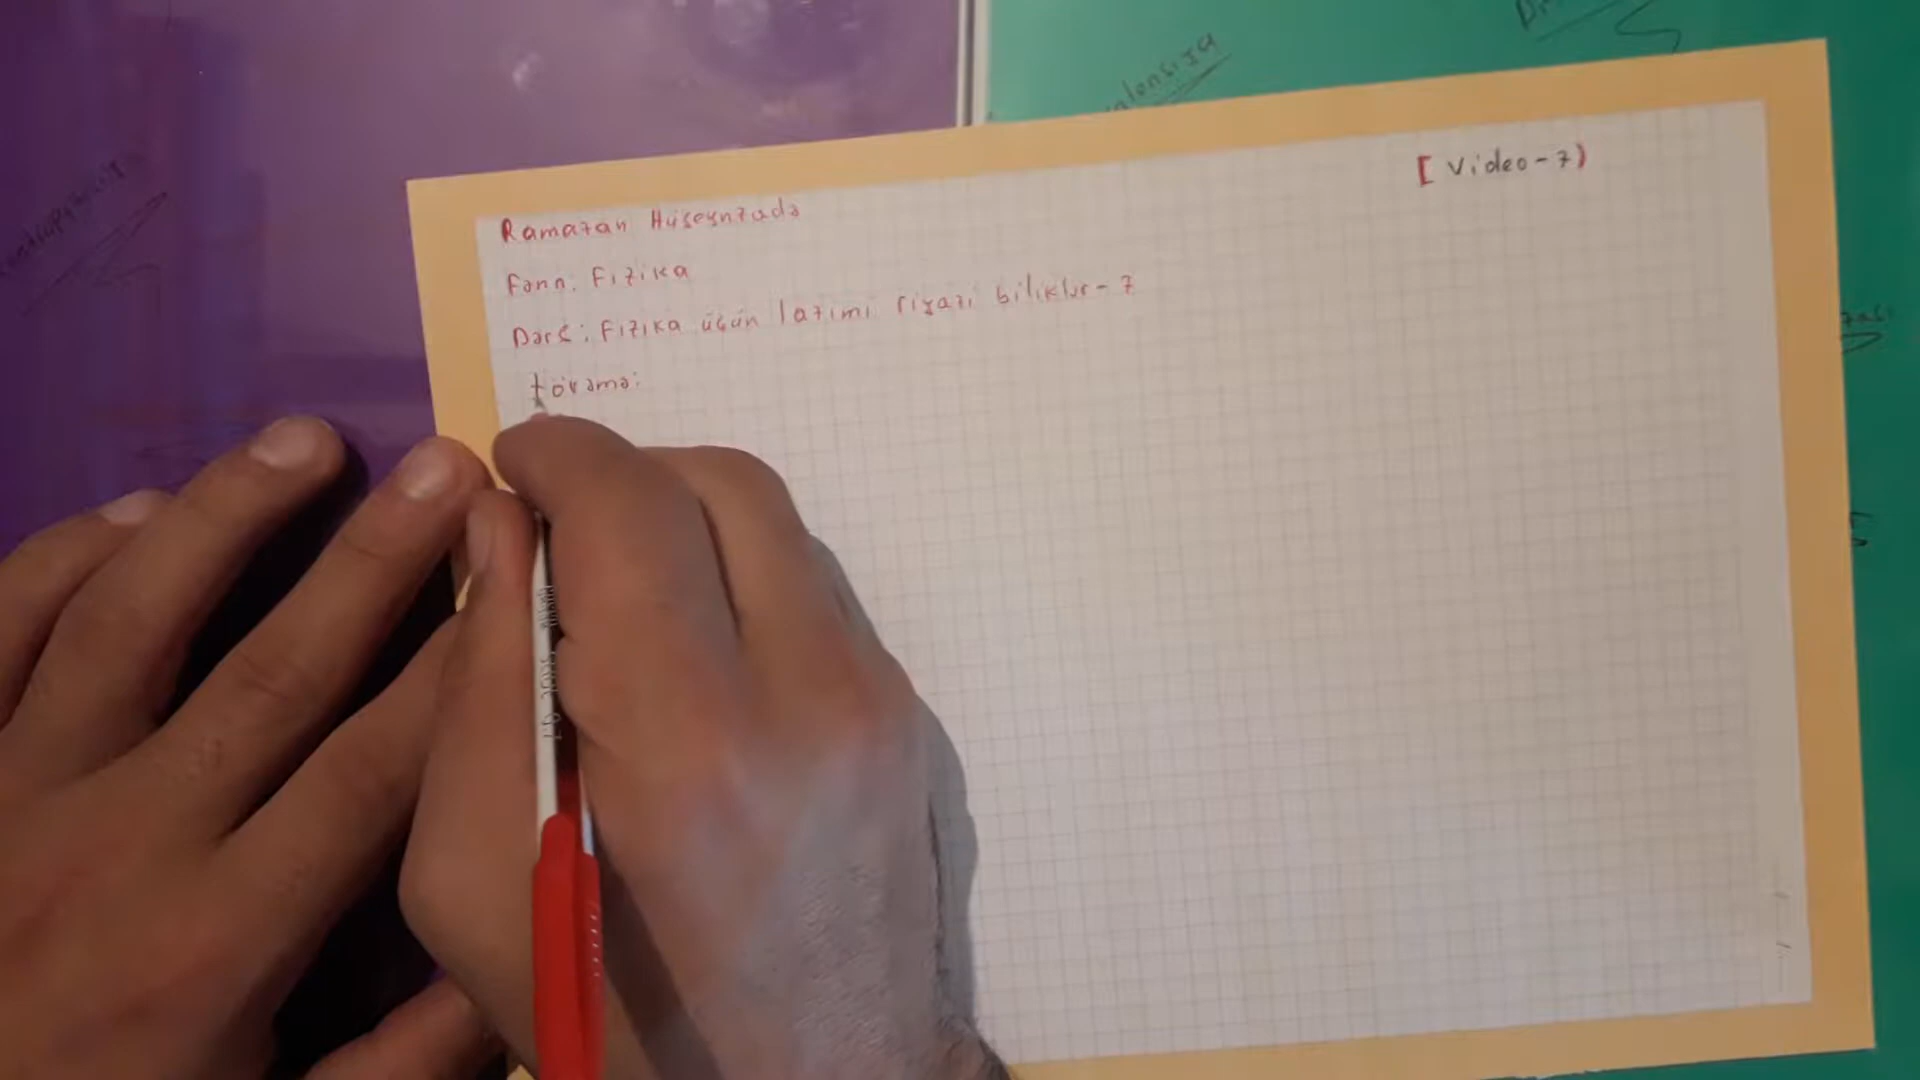 [Video-7)
Ramazan Hüseynzadə
Fənn: Fizika
Dərs: Fizika üçün lazımi riyazi biliklər-7
törəmə: